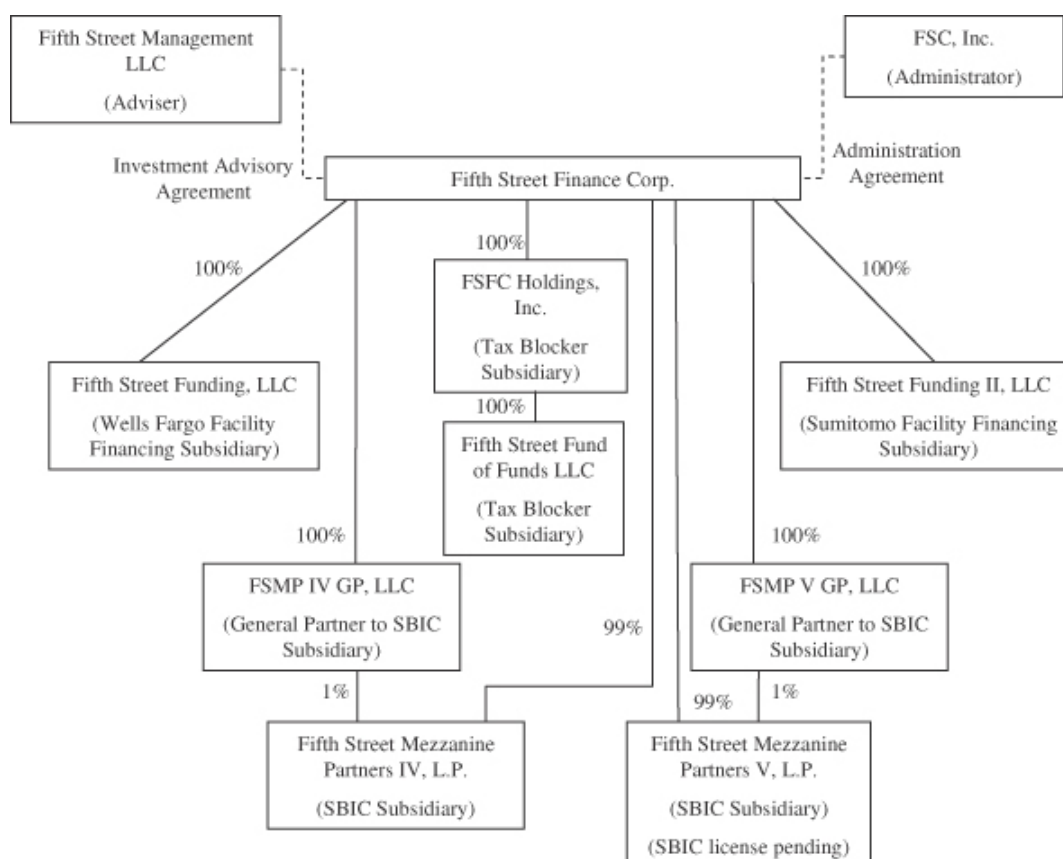 Fifth Street Management
LLC
(Adviser)
FSC, Inc.
(Administrator)
Investment Advisory
Agreement
Administration
Agreement
Fifth Street Finance Corp.
100%
100%
100%
FSFC Holdings,
Inc.
(Tax Blocker
Subsidiary)
Fifth Street Funding, LLC
(Wells Fargo Facility
Financing Subsidiary)
Fifth Street Funding II, LLC
(Sumitomo Facility Financing
Subsidiary)
100%
Fifth Street Fund
of Funds LLC
(Tax Blocker
Subsidiary)
100%
100%
FSMP IV GP, LLC
(General Partner to SBIC
Subsidiary)
99%
FSMP V GP, LLC
(General Partner to SBIC
Subsidiary)
1%
99%
1%
Fifth Street Mezzanine
Partners IV, L.P.
(SBIC Subsidiary)
Fifth Street Mezzanine
Partners V, L.P.
(SBIC Subsidiary)
(SBIC license pending)